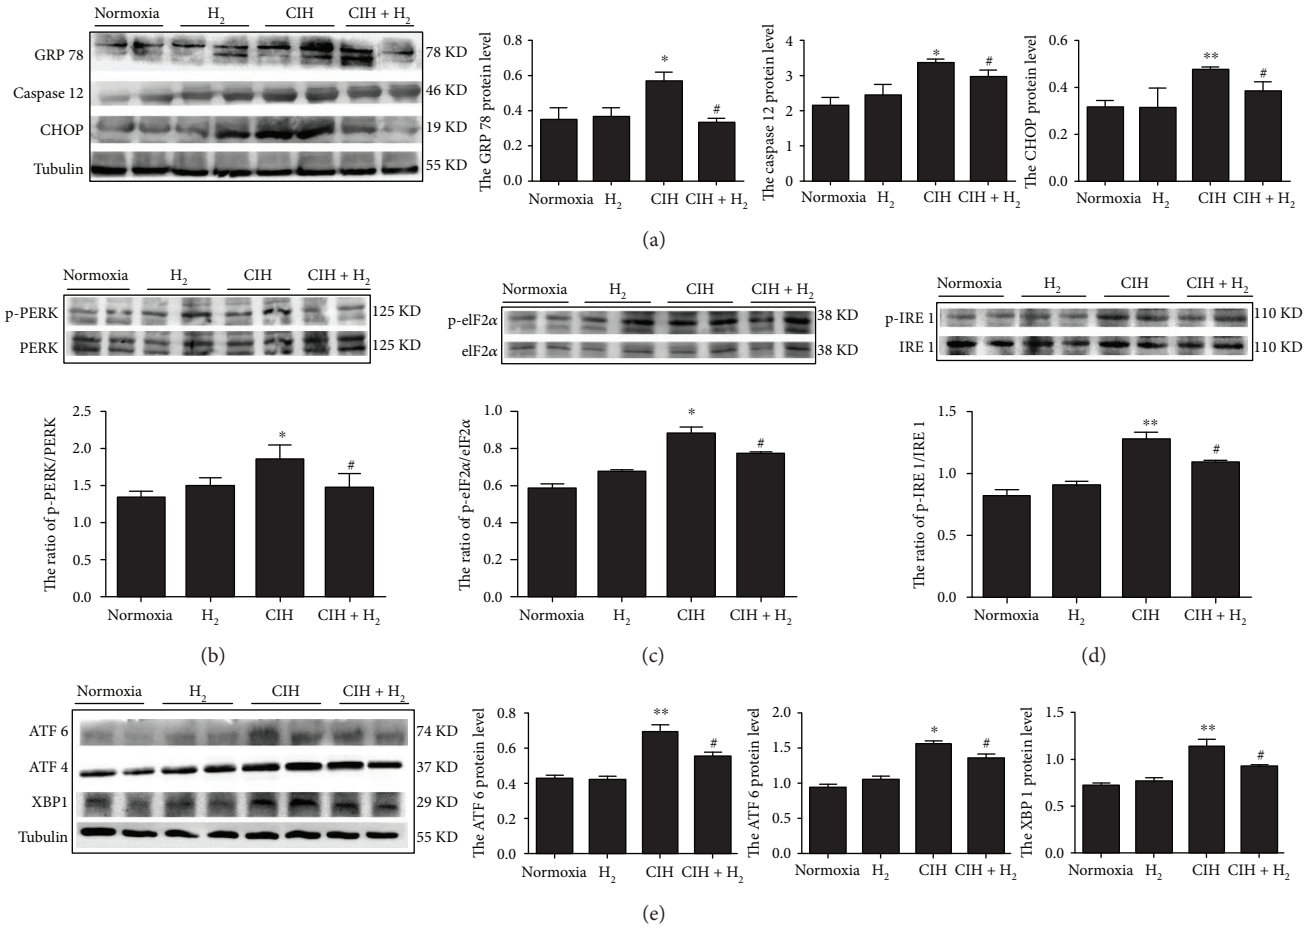 Normoxia H2 CIH CIH + H2
GRP 78 78 KD
Caspase 12 46 KD
CHOP 19 KD
Tubulin 55 KD
The GRP 78 protein level
0.8
0.6
0.4
0.2
0.0
*
#
Normoxia H2 CIH CIH + H2
The caspase 12 protein level
4
3
2
1
0
*
#
Normoxia H2 CIH CIH + H2
The CHOP protein level
0.6
0.4
0.2
0.0
**
#
Normoxia H2 CIH CIH + H2
(a)
Normoxia H2 CIH CIH + H2
p-PERK 125 KD
PERK 125 KD
The ratio of p-PERK/PERK
2.5
2.0
1.5
1.0
0.5
0.0
*
#
Normoxia H2 CIH CIH + H2
(b)
Normoxia H2 CIH CIH + H2
p-eIF2α 38 KD
eIF2α 38 KD
The ratio of p-eIF2α/eIF2α
1.0
0.8
0.6
0.4
0.2
0.0
*
#
Normoxia H2 CIH CIH + H2
(c)
Normoxia H2 CIH CIH + H2
p-IRE 1 110 KD
IRE 1 110 KD
The ratio of p-IRE 1/IRE 1
1.5
1.0
0.5
0.0
**
#
Normoxia H2 CIH CIH + H2
(d)
Normoxia H2 CIH CIH + H2
ATF 6 74 KD
ATF 4 37 KD
XBP1 29 KD
Tubulin 55 KD
The ATF 6 protein level
0.8
0.6
0.4
0.2
0.0
**
#
Normoxia H2 CIH CIH + H2
The ATF 6 protein level
2.0
1.5
1.0
0.5
0.0
*
#
Normoxia H2 CIH CIH + H2
The XBP 1 protein level
1.5
1.0
0.5
0.0
**
#
Normoxia H2 CIH CIH + H2
(e)